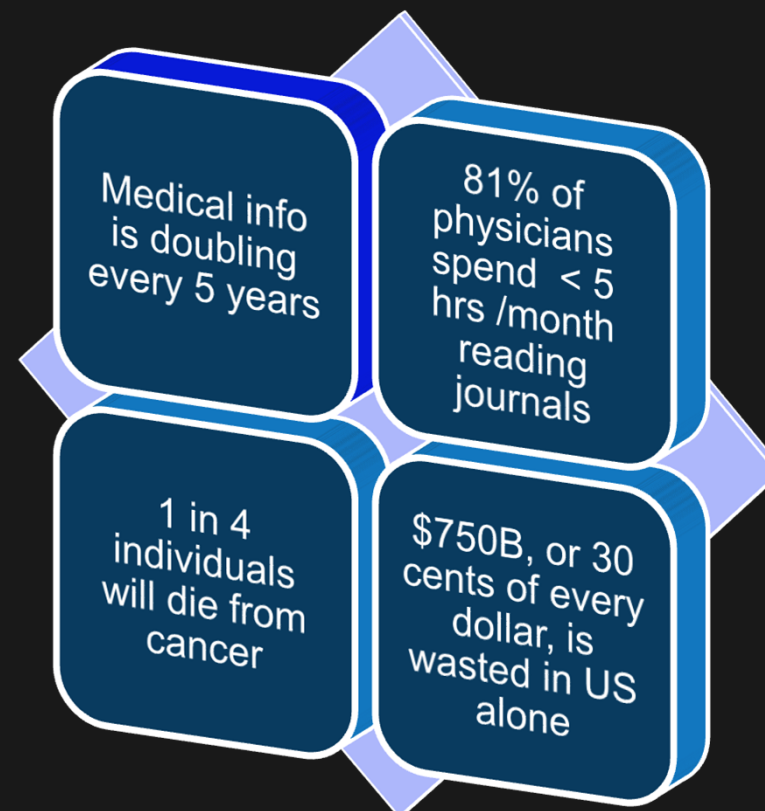 Medical info
is doubling
every 5 years
81% of
physicians
spend < 5
hrs /month
reading
journals
1 in 4
individuals
will die from
cancer
$750B, or 30
cents of every
dollar, is
wasted in US
alone